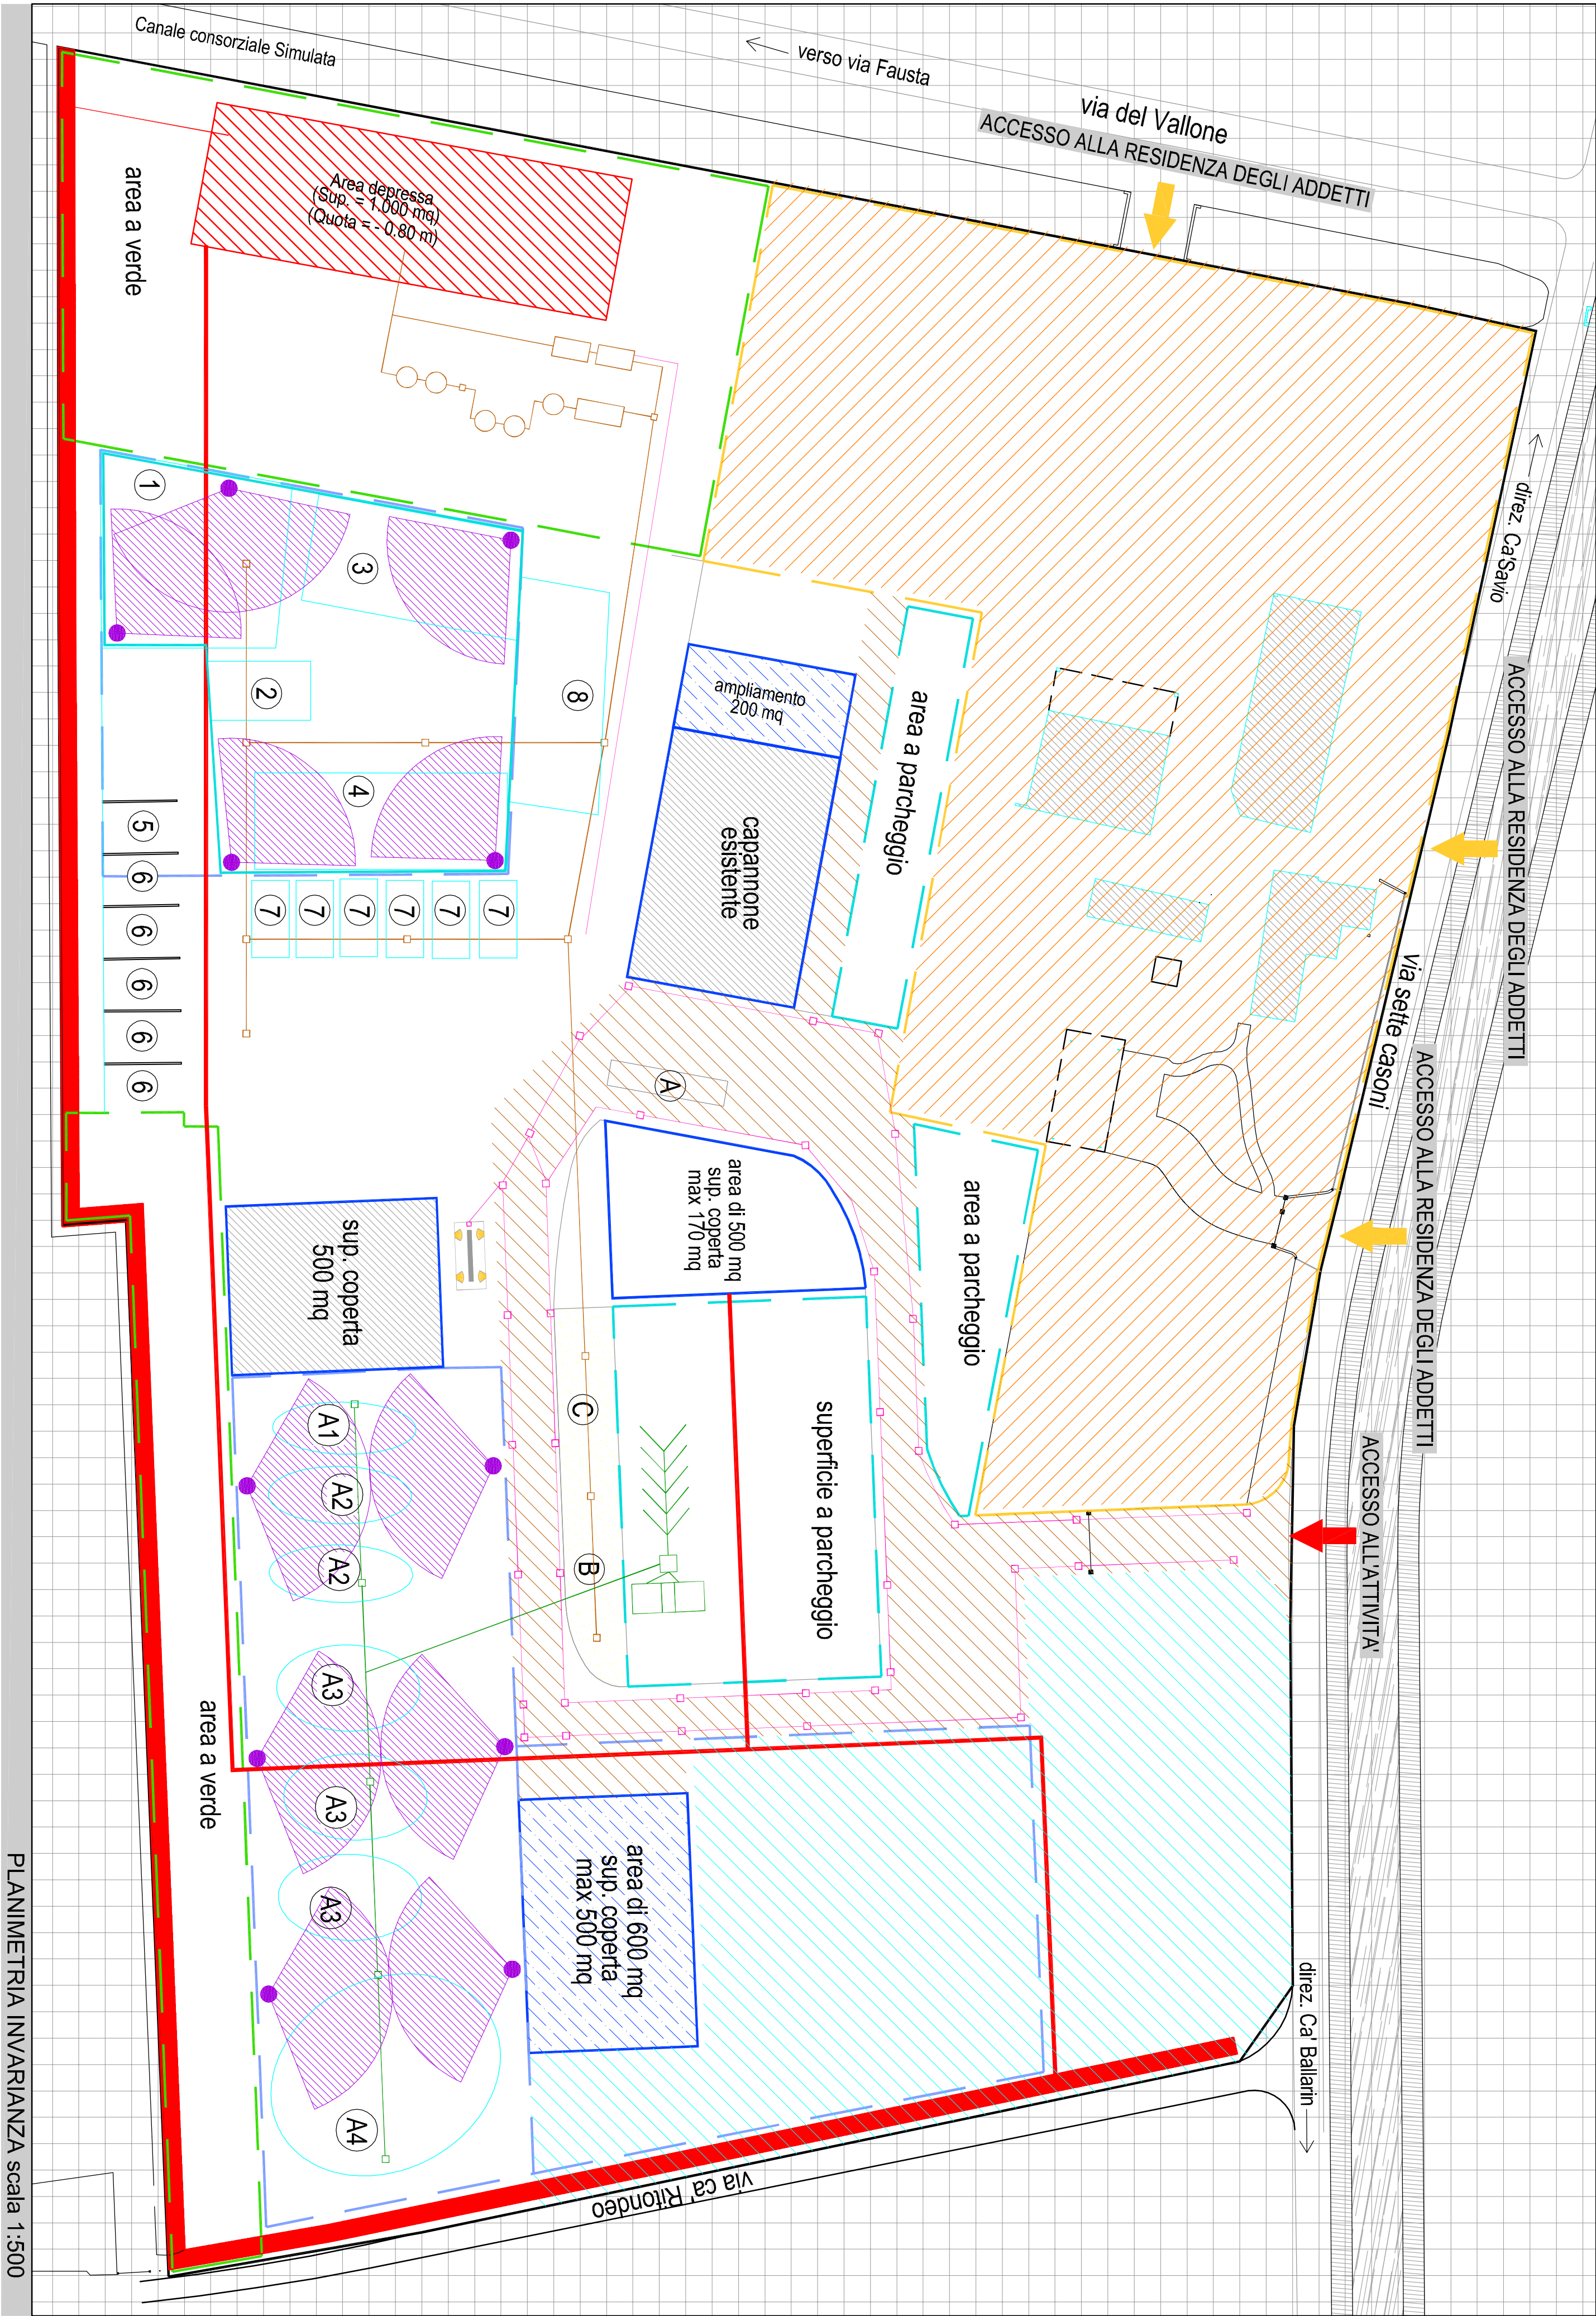 Canale consorziale Simulata
verso via Fausta
via del Vallone
ACCESSO ALLA RESIDENZA DEGLI ADDETTI
direz. Ca'Savio
ACCESSO ALLA RESIDENZA DEGLI ADDETTI
via sette casoni
ACCESSO ALLA RESIDENZA DEGLI ADDETTI
ACCESSO ALL'ATTIVITA'
direz. Ca' Ballarin
via ca' Ritondeo
area a verde
Area depressa
(Sup. = 1.000 mq)
(Quota = - 0.80 m)
1
3
2
8
4
5
6
6
6
6
6
7
7
7
7
7
7
ampliamento
200 mq
capannone
esistente
area a parcheggio
area a parcheggio
A
area di 500 mq
sup. coperta
max 170 mq
superficie a parcheggio
C
B
sup. coperta
500 mq
A1
A2
A2
A3
A3
A3
A4
area a verde
area di 600 mq
sup. coperta
max 500 mq
PLANIMETRIA INVARIANZA scala 1:500